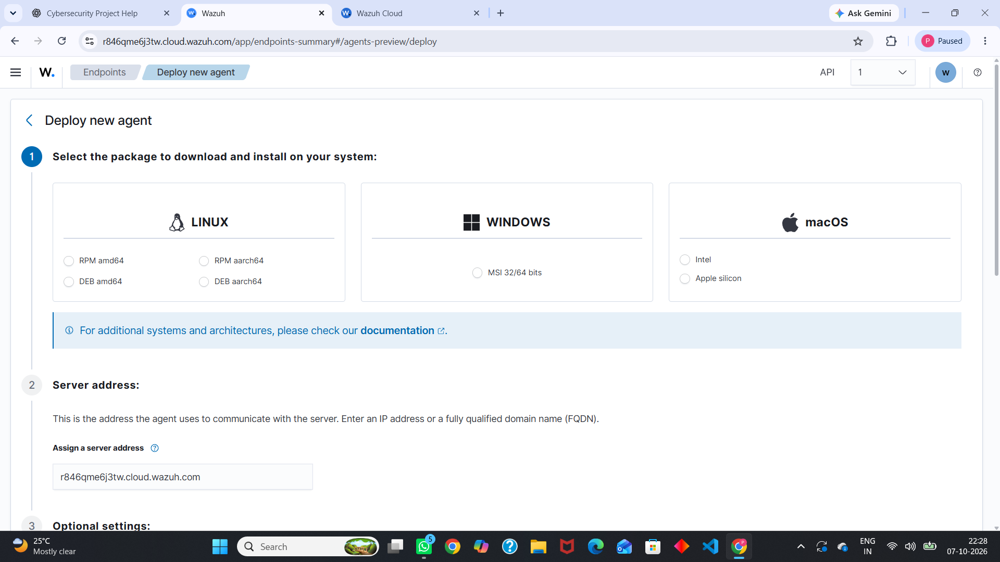 Cybersecurity Project Help
Wazuh
Wazuh Cloud
Ask Gemini
r846qme6j3tw.cloud.wazuh.com/app/endpoints-summary#/agents-preview/deploy
P Paused
W. Endpoints Deploy new agent API 1 W
Deploy new agent
1 Select the package to download and install on your system:
LINUX
RPM amd64 RPM aarch64
DEB amd64 DEB aarch64
WINDOWS
MSI 32/64 bits
macOS
Intel
Apple silicon
For additional systems and architectures, please check our documentation.
2 Server address:
This is the address the agent uses to communicate with the server. Enter an IP address or a fully qualified domain name (FQDN).
Assign a server address
r846qme6j3tw.cloud.wazuh.com
3 Optional settings:
25°C
Mostly clear
Search
5
ENG
IN
22:28
07-10-2026